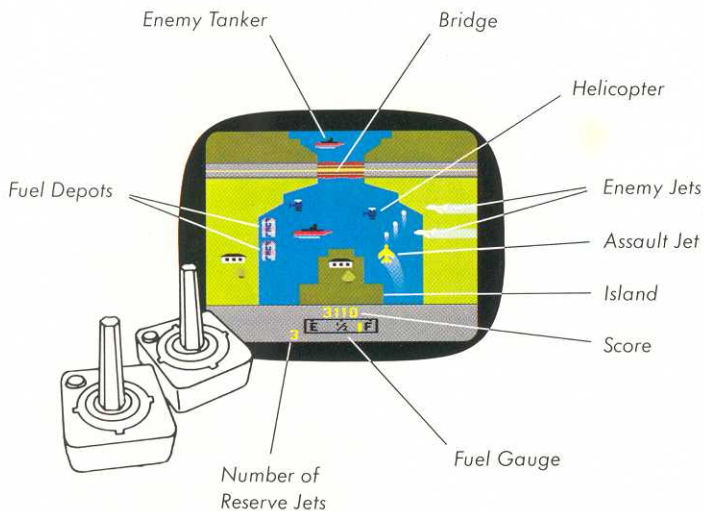 Enemy Tanker
Bridge
Helicopter
Fuel Depots
Enemy Jets
Assault Jet
Island
3110
Score
E ½ F
3
Fuel Gauge
Number of
Reserve Jets